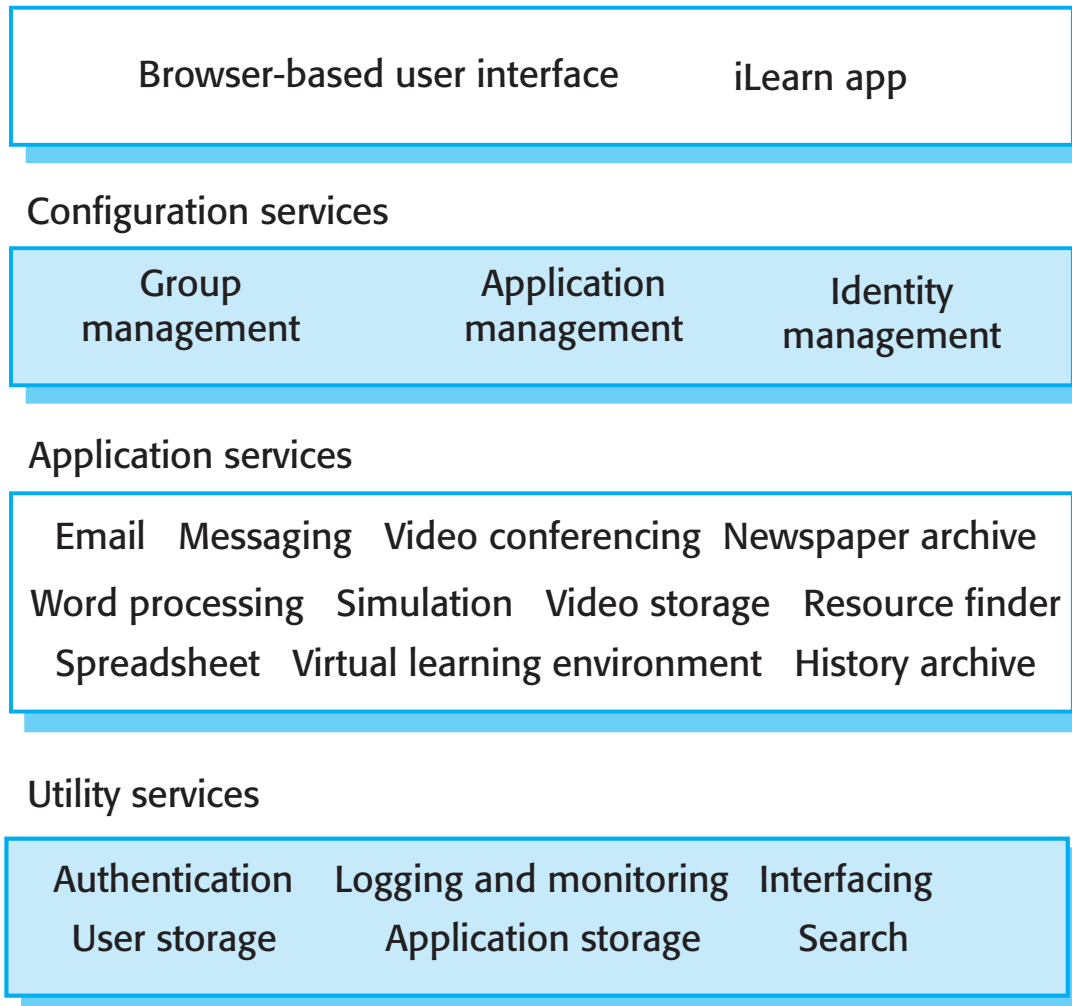 Browser-based user interface iLearn app
Configuration services
Group management
Application management
Identity management
Application services
Email Messaging Video conferencing Newspaper archive
Word processing Simulation Video storage Resource finder
Spreadsheet Virtual learning environment History archive
Utility services
Authentication Logging and monitoring Interfacing
User storage Application storage Search